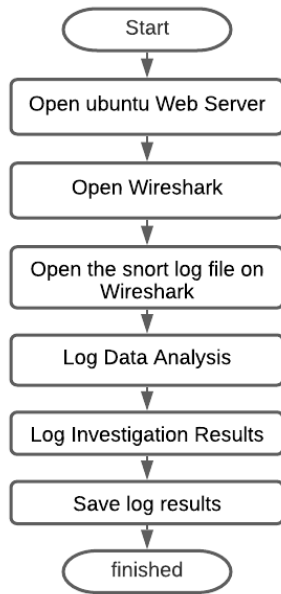 Start
Open ubuntu Web Server
Open Wireshark
Open the snort log file on
Wireshark
Log Data Analysis
Log Investigation Results
Save log results
finished